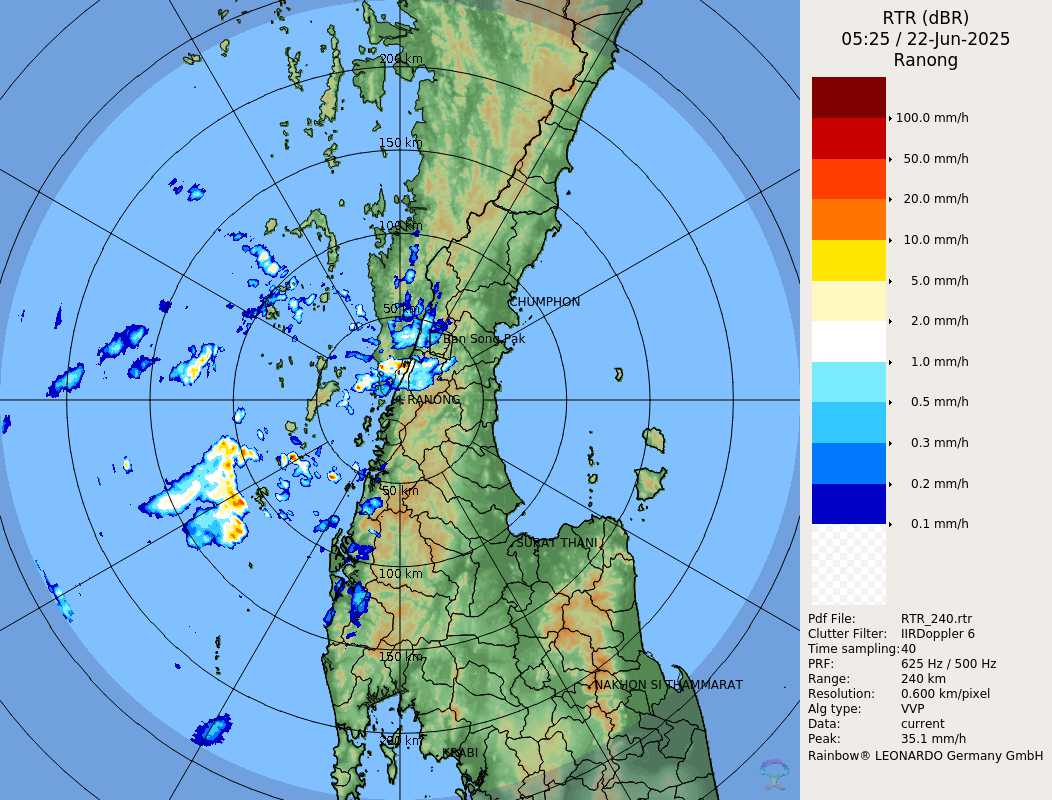 RTR (dBR)
05:25 / 22-Jun-2025
Ranong
100.0 mm/h
50.0 mm/h
20.0 mm/h
10.0 mm/h
5.0 mm/h
2.0 mm/h
1.0 mm/h
0.5 mm/h
0.3 mm/h
0.2 mm/h
0.1 mm/h
Pdf File: RTR_240.rtr
Clutter Filter: IIRDoppler 6
Time sampling: 40
PRF: 625 Hz / 500 Hz
Range: 240 km
Resolution: 0.600 km/pixel
Alg type: VVP
Data: current
Peak: 35.1 mm/h
Rainbow® LEONARDO Germany GmbH
200 km
150 km
100 km
50 km
CHUMPHON
Ban Song Pak
RANONG
50 km
SURAT THANI
100 km
150 km
NAKHON SI THAMMARAT
200 km
KRABI